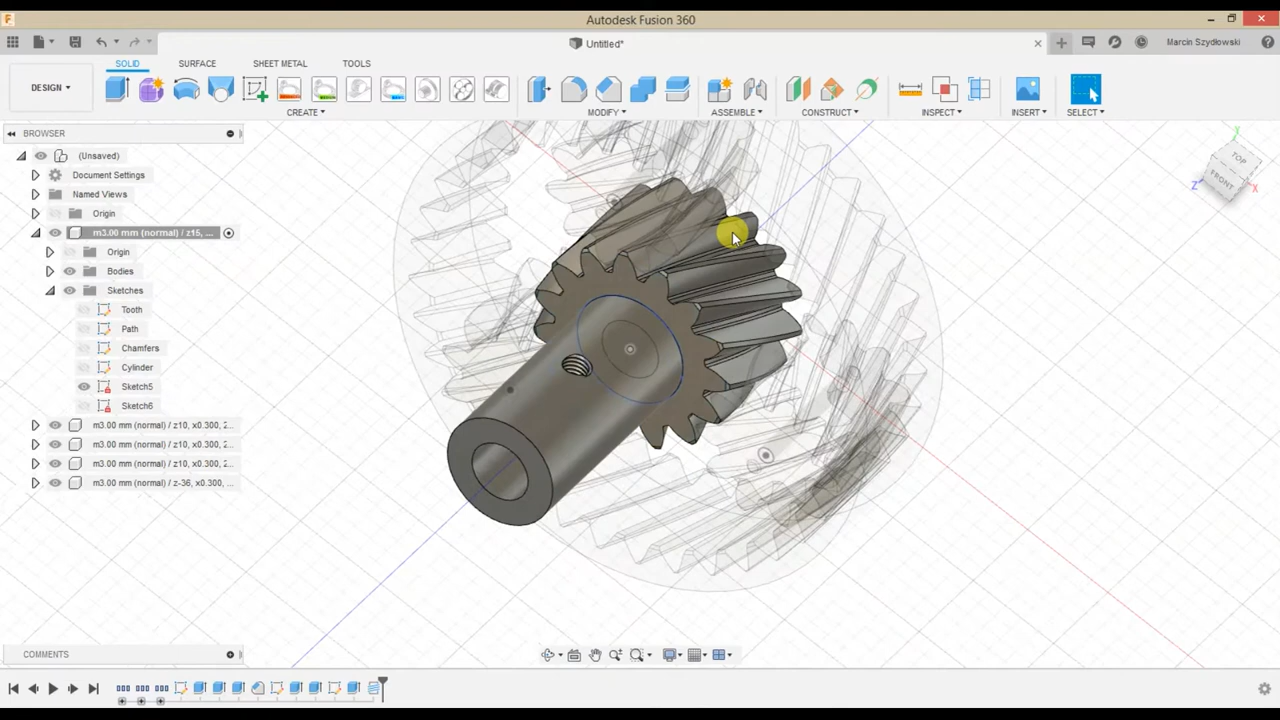 Autodesk Fusion 360
Untitled*
Marcin Szydłowski
DESIGN
SOLID
SURFACE
SHEET METAL
TOOLS
CREATE
MODIFY
ASSEMBLE
CONSTRUCT
INSPECT
INSERT
SELECT
BROWSER
(Unsaved)
Document Settings
Named Views
Origin
m3.00 mm (normal) / z15, ...
Origin
Bodies
Sketches
Tooth
Path
Chamfers
Cylinder
Sketch5
Sketch6
m3.00 mm (normal) / z10, x0.300, 2...
m3.00 mm (normal) / z10, x0.300, 2...
m3.00 mm (normal) / z10, x0.300, 2...
m3.00 mm (normal) / z-36, x0.300, ...
Y
TOP
FRONT
Z
X
COMMENTS